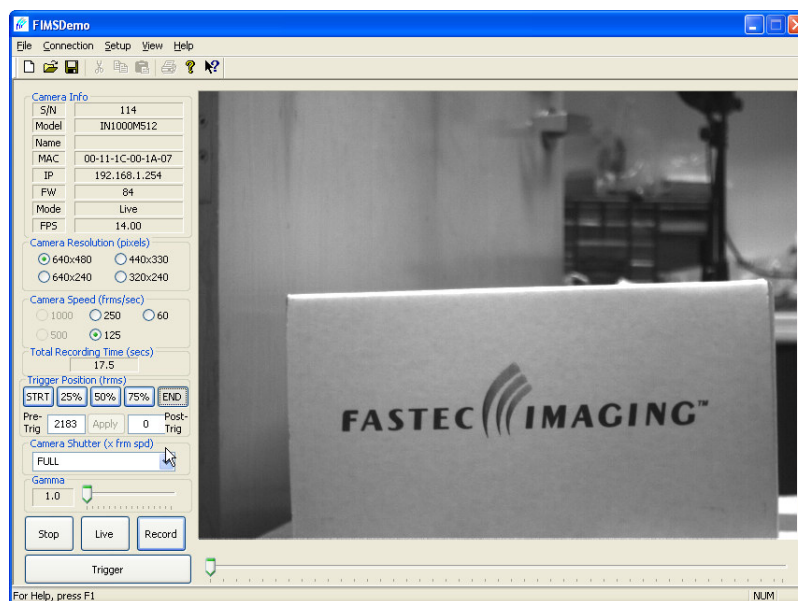 FIMSDemo
File Connection Setup View Help
Camera Info
S/N 114
Model IN1000M512
Name
MAC 00-11-1C-00-1A-07
IP 192.168.1.254
FW 84
Mode Live
FPS 14.00
Camera Resolution (pixels)
640x480 440x330
640x240 320x240
Camera Speed (frms/sec)
1000 250 60
500 125
Total Recording Time (secs)
17.5
Trigger Position (frms)
STRT 25% 50% 75% END
Pre-Trig 2183 Apply 0 Post-Trig
Camera Shutter (x frm spd)
FULL
Gamma
1.0
Stop Live Record
Trigger
FASTEC IMAGING™
For Help, press F1 NUM